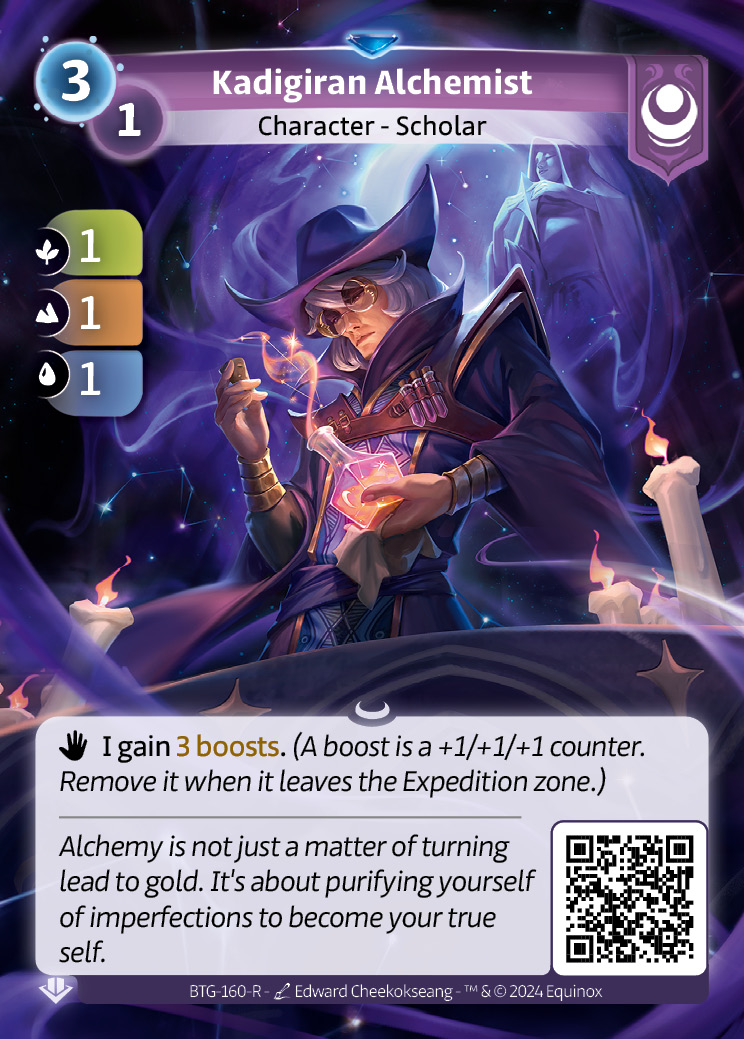 3
Kadigiran Alchemist
1
Character - Scholar
1
1
1
I gain 3 boosts. (A boost is a +1/+1/+1 counter.
Remove it when it leaves the Expedition zone.)
Alchemy is not just a matter of turning
lead to gold. It's about purifying yourself
of imperfections to become your true
self.
BTG-160-R - Edward Cheekokseang - ™ & © 2024 Equinox